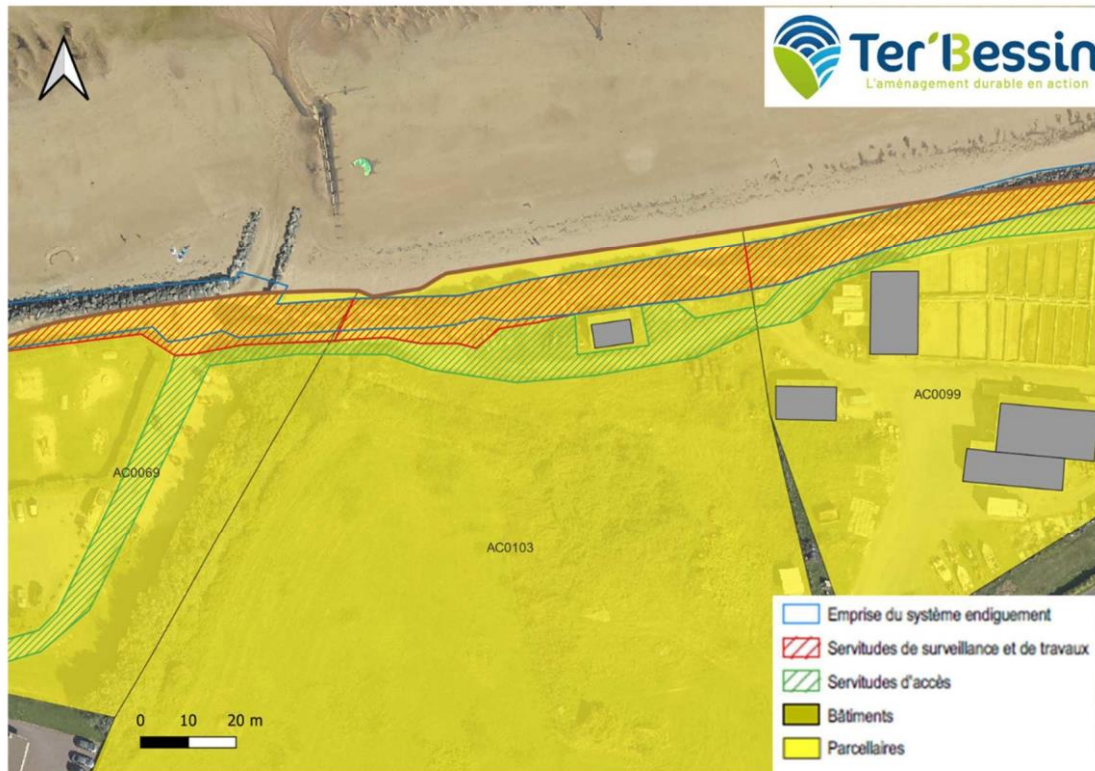 Ter'Bessin
L'aménagement durable en action
AC0099
AC0069
AC0103
Emprise du système endiguement
Servitudes de surveillance et de travaux
Servitudes d'accès
Bâtiments
Parcellaires
0 10 20 m